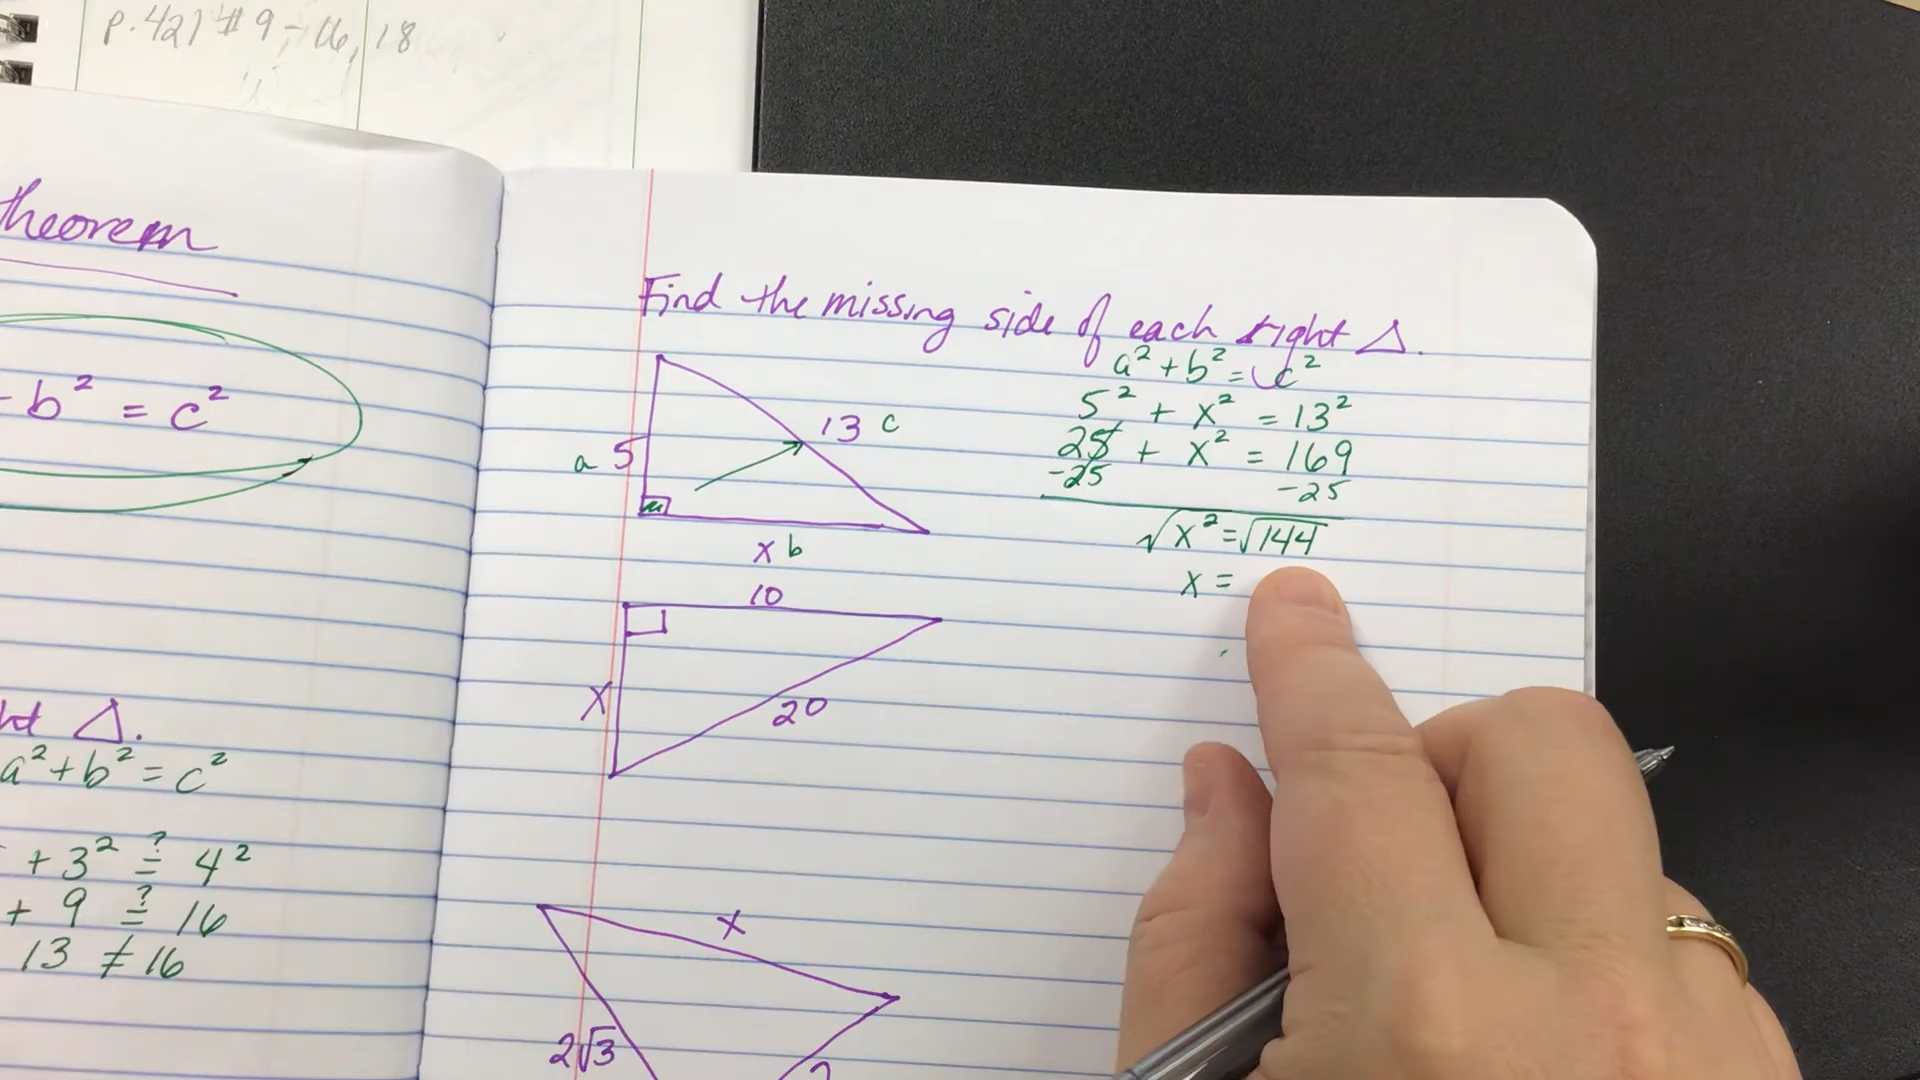 p.421 # 9-16, 18
theorem
b² = c²
ht Δ.
a²+b²=c²
+3² ≟ 4²
+ 9 ≟ 16
13 ≠ 16
Find the missing side of each right Δ.
a²+b²=c²
5² + x² = 13²
25 + x² = 169
-25 -25
√x²=√144
x =
13 c
a 5
x b
10
x
20
x
2√3